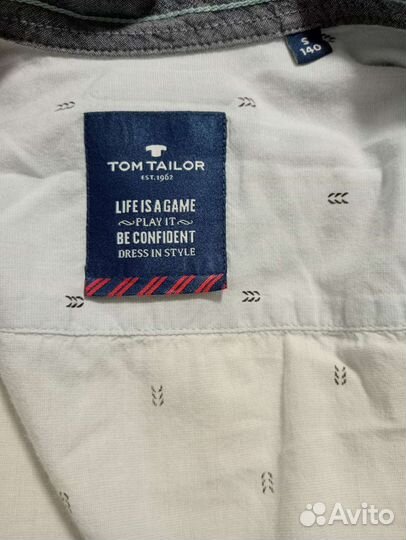 S
140
TOM TAILOR
EST. 1962
LIFE IS A GAME
PLAY IT
BE CONFIDENT
DRESS IN STYLE
Avito